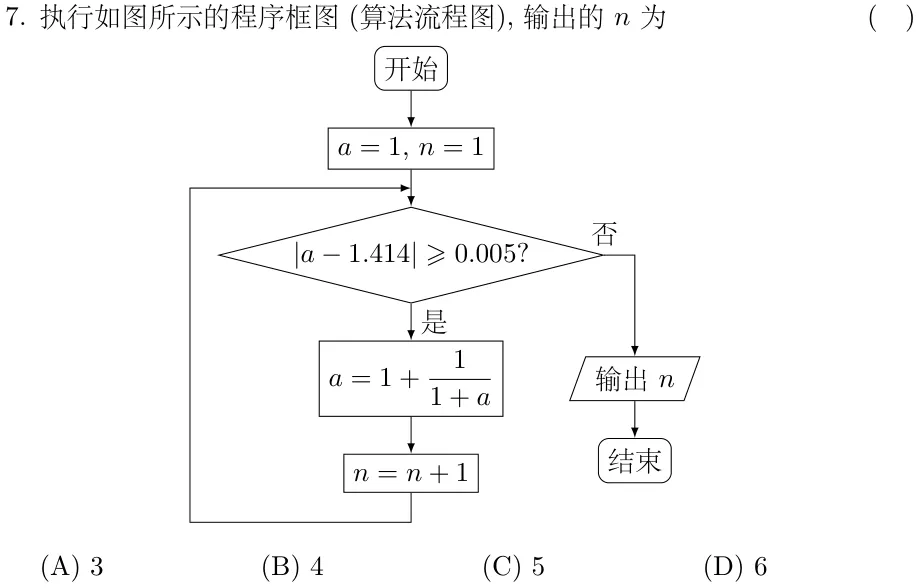 7. 执行如图所示的程序框图 (算法流程图), 输出的 n 为 ( )
开始
a = 1, n = 1
|a − 1.414| ⩾ 0.005?
否
是
a = 1 + \frac{1}{1 + a}
输出 n
n = n + 1
结束
(A) 3 (B) 4 (C) 5 (D) 6